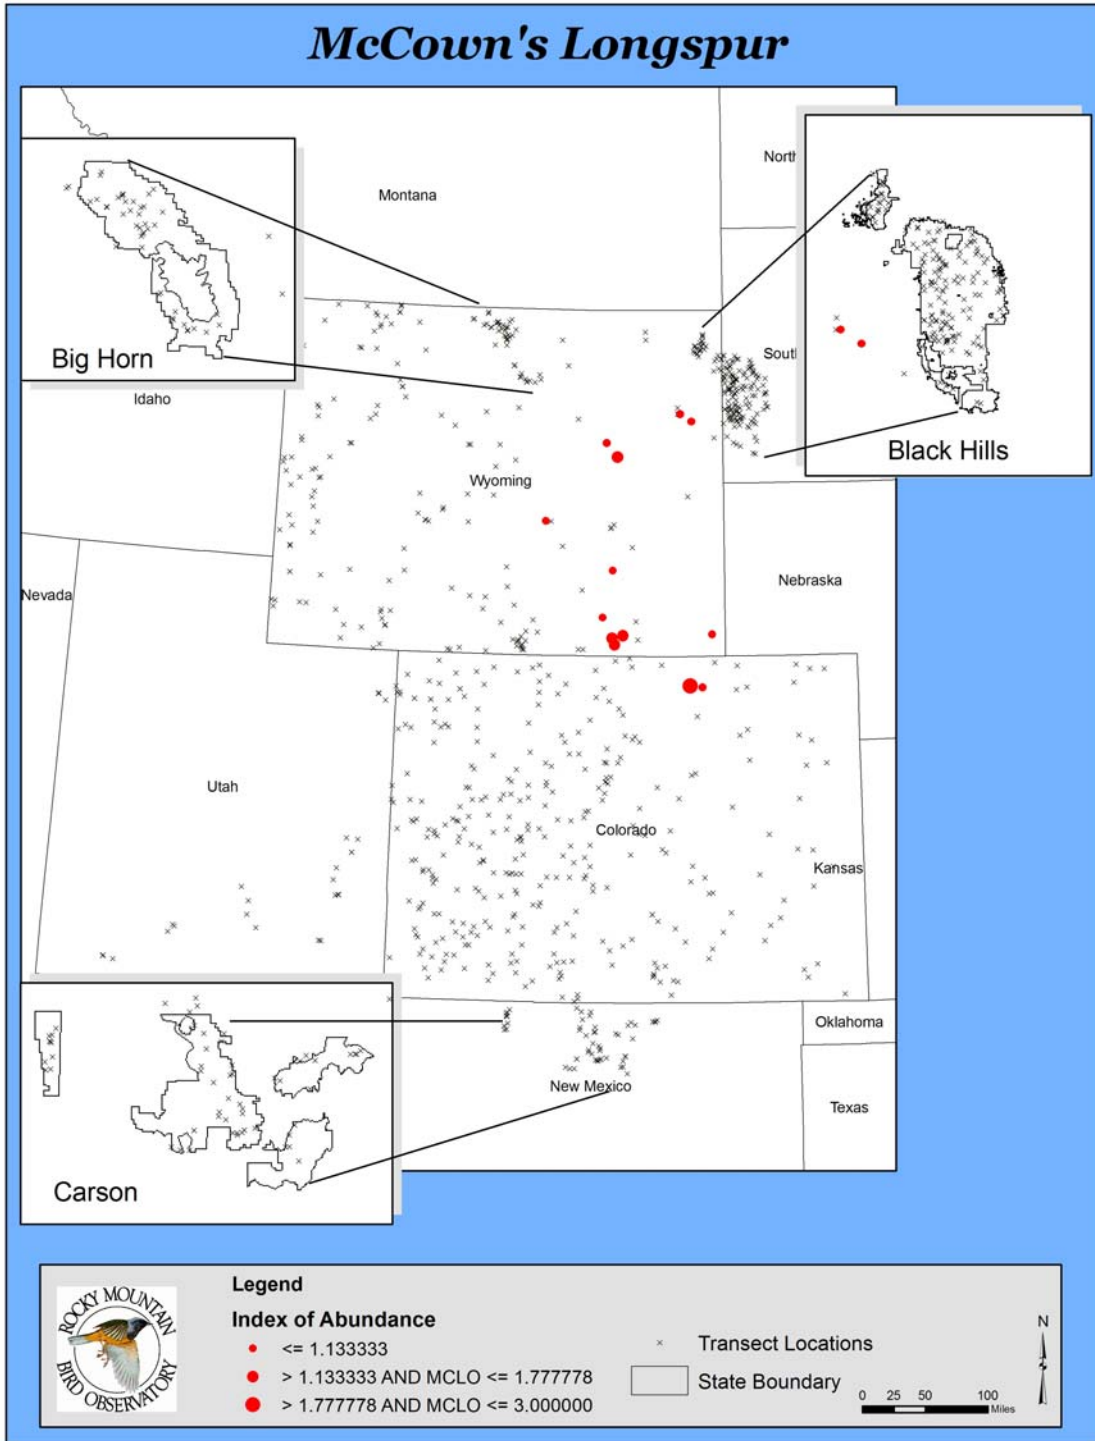 McCown's Longspur
Montana
North
Big Horn
Idaho
South
Black Hills
Wyoming
Nevada
Nebraska
Utah
Colorado
Kansas
Oklahoma
New Mexico
Texas
Carson
ROCKY MOUNTAIN
BIRD OBSERVATORY
Legend
Index of Abundance
<= 1.133333
> 1.133333 AND MCLO <= 1.777778
> 1.777778 AND MCLO <= 3.000000
Transect Locations
State Boundary
N
0 25 50 100
Miles